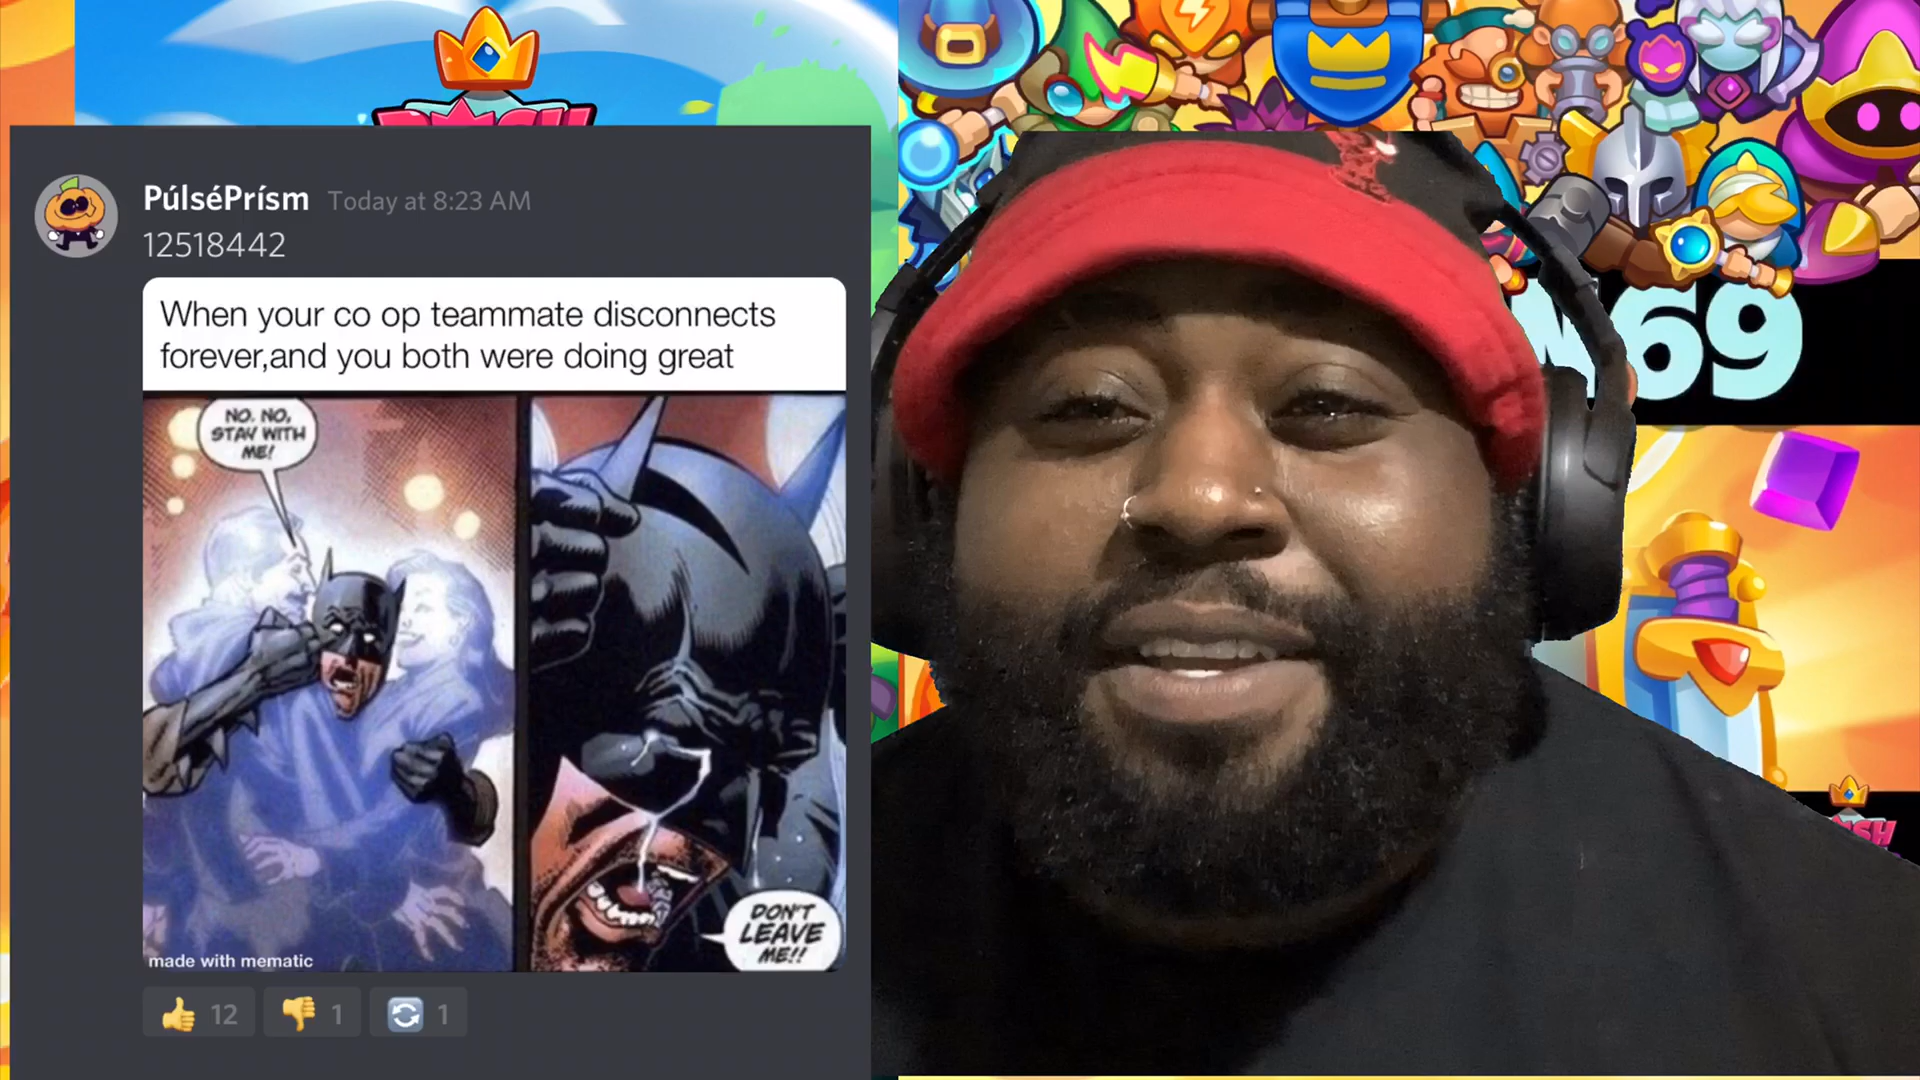 PúlséPrísm Today at 8:23 AM
12518442
When your co op teammate disconnects
forever,and you both were doing great
NO. NO,
STAY WITH
ME!
DON'T
LEAVE
ME!!
made with mematic
12 1 1
69